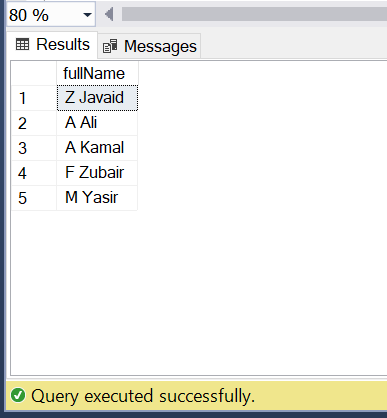 80 %
Results Messages
fullName
1 Z Javaid
2 A Ali
3 A Kamal
4 F Zubair
5 M Yasir
Query executed successfully.